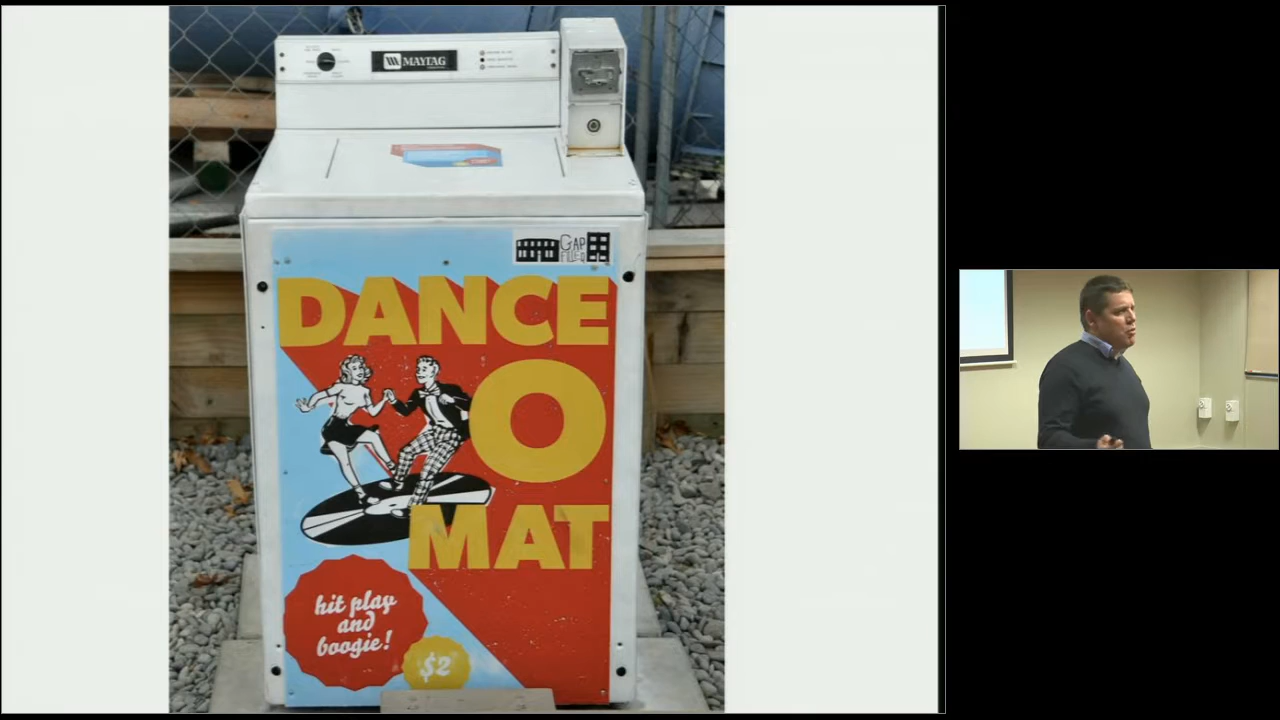 MAYTAG
GAP
FILLER
DANCE
O
MAT
hit play
and
boogie!
$2